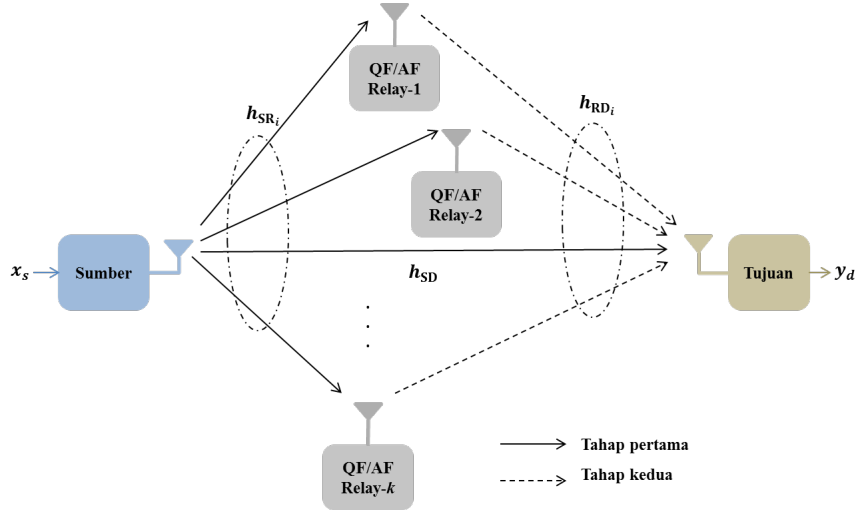 QF/AF
Relay-1
h_SR_i
h_RD_i
QF/AF
Relay-2
x_s
Sumber
h_SD
Tujuan
y_d
QF/AF
Relay-k
Tahap pertama
Tahap kedua